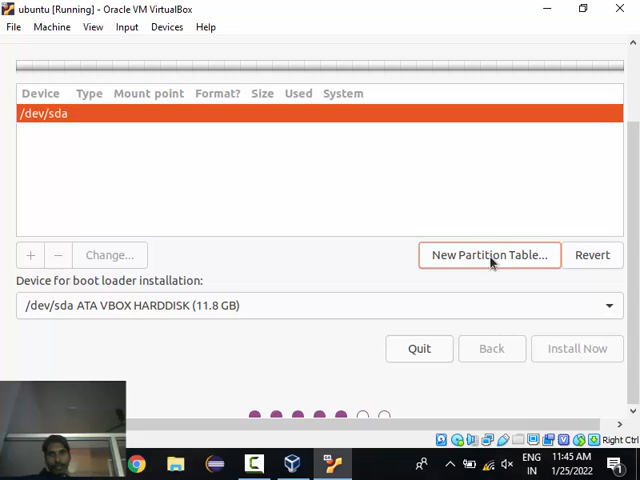 ubuntu [Running] - Oracle VM VirtualBox
File Machine View Input Devices Help
Device Type Mount point Format? Size Used System
/dev/sda
+ − Change... New Partition Table... Revert
Device for boot loader installation:
/dev/sda ATA VBOX HARDDISK (11.8 GB)
Quit Back Install Now
Right Ctrl
ENG 11:45 AM
IN 1/25/2022
1